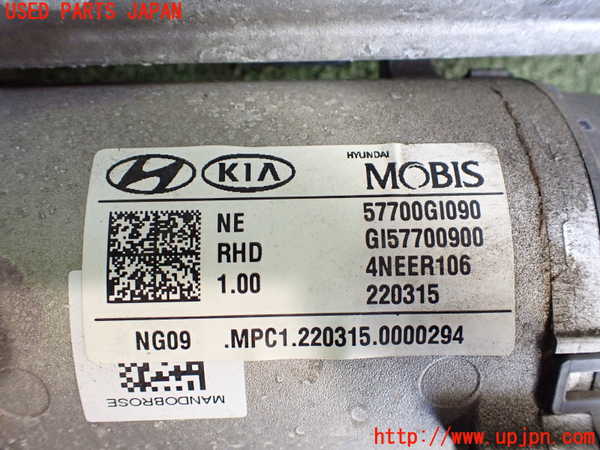 USED PARTS JAPAN
KIA
HYUNDAI
MOBIS
NE 57700GI090
RHD GI57700900
1.00 4NEER106
220315
NG09 .MPC1.220315.0000294
MANDOBROSE
http://www.upjpn.com/